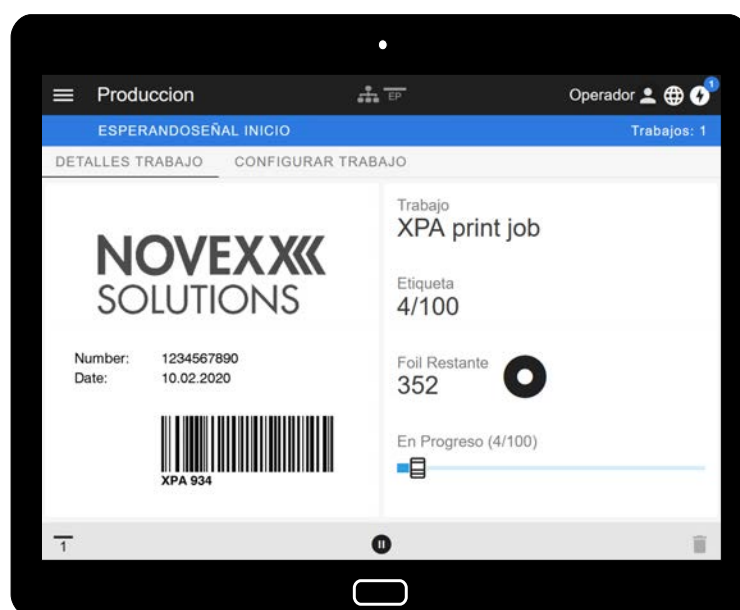 Produccion
EP
Operador
1
ESPERANDOSEÑAL INICIO
Trabajos: 1
DETALLES TRABAJO
CONFIGURAR TRABAJO
NOVEXX
SOLUTIONS
Number: 1234567890
Date: 10.02.2020
XPA 934
Trabajo
XPA print job
Etiqueta
4/100
Foil Restante
352
En Progreso (4/100)
1